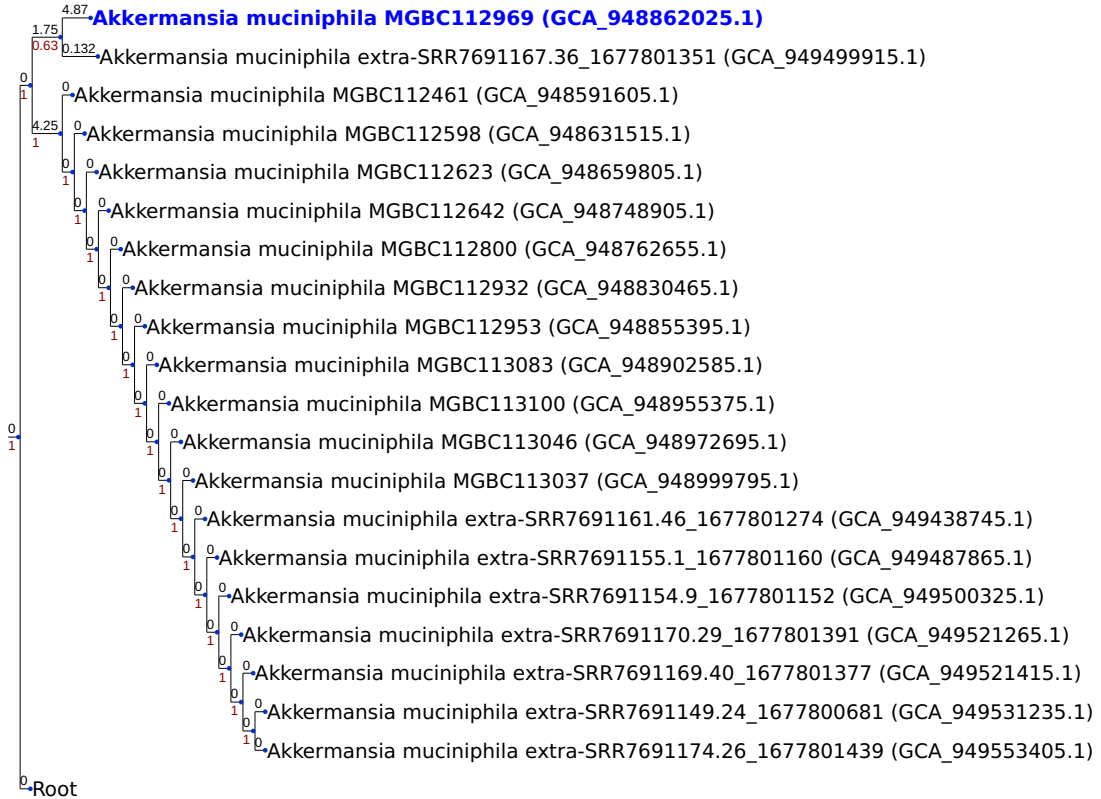 4.87
Akkermansia muciniphila MGBC112969 (GCA_948862025.1)
1.75
0.63
0.132
Akkermansia muciniphila extra-SRR7691167.36_1677801351 (GCA_949499915.1)
0
1
0
Akkermansia muciniphila MGBC112461 (GCA_948591605.1)
4.25
1
0
Akkermansia muciniphila MGBC112598 (GCA_948631515.1)
0
1
0
Akkermansia muciniphila MGBC112623 (GCA_948659805.1)
0
1
0
Akkermansia muciniphila MGBC112642 (GCA_948748905.1)
0
1
0
Akkermansia muciniphila MGBC112800 (GCA_948762655.1)
0
1
0
Akkermansia muciniphila MGBC112932 (GCA_948830465.1)
0
1
0
Akkermansia muciniphila MGBC112953 (GCA_948855395.1)
0
1
0
Akkermansia muciniphila MGBC113083 (GCA_948902585.1)
0
1
0
Akkermansia muciniphila MGBC113100 (GCA_948955375.1)
0
1
0
Akkermansia muciniphila MGBC113046 (GCA_948972695.1)
0
1
0
1
0
Akkermansia muciniphila MGBC113037 (GCA_948999795.1)
0
1
0
Akkermansia muciniphila extra-SRR7691161.46_1677801274 (GCA_949438745.1)
0
1
0
Akkermansia muciniphila extra-SRR7691155.1_1677801160 (GCA_949487865.1)
0
1
0
Akkermansia muciniphila extra-SRR7691154.9_1677801152 (GCA_949500325.1)
0
1
0
Akkermansia muciniphila extra-SRR7691170.29_1677801391 (GCA_949521265.1)
0
1
0
Akkermansia muciniphila extra-SRR7691169.40_1677801377 (GCA_949521415.1)
0
1
0
Akkermansia muciniphila extra-SRR7691149.24_1677800681 (GCA_949531235.1)
0
1
0
Akkermansia muciniphila extra-SRR7691174.26_1677801439 (GCA_949553405.1)
0
Root